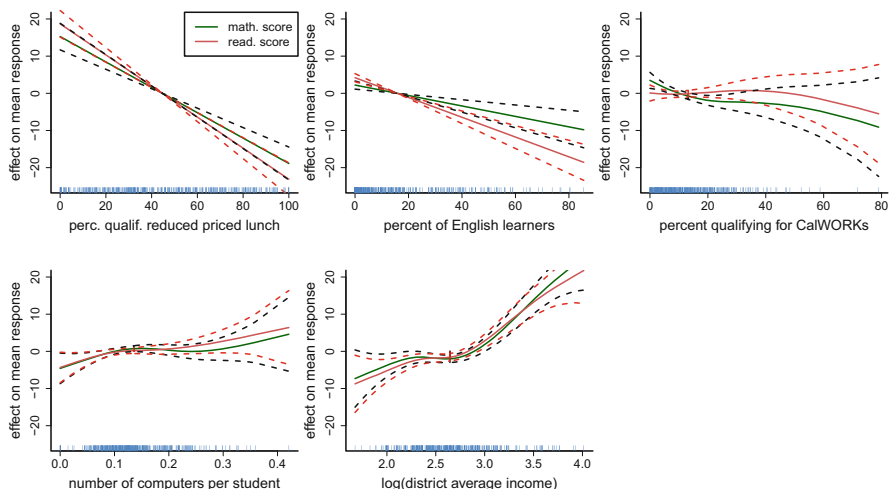 effect on mean response
20
10
0
−10
−20
math. score
read. score
0 20 40 60 80 100
perc. qualif. reduced priced lunch
effect on mean response
20
10
0
−10
−20
0 20 40 60 80
percent of English learners
effect on mean response
20
10
0
−10
−20
0 20 40 60 80
percent qualifying for CalWORKs
effect on mean response
20
10
0
−10
−20
0.0 0.1 0.2 0.3 0.4
number of computers per student
effect on mean response
20
10
0
−10
−20
2.0 2.5 3.0 3.5 4.0
log(district average income)